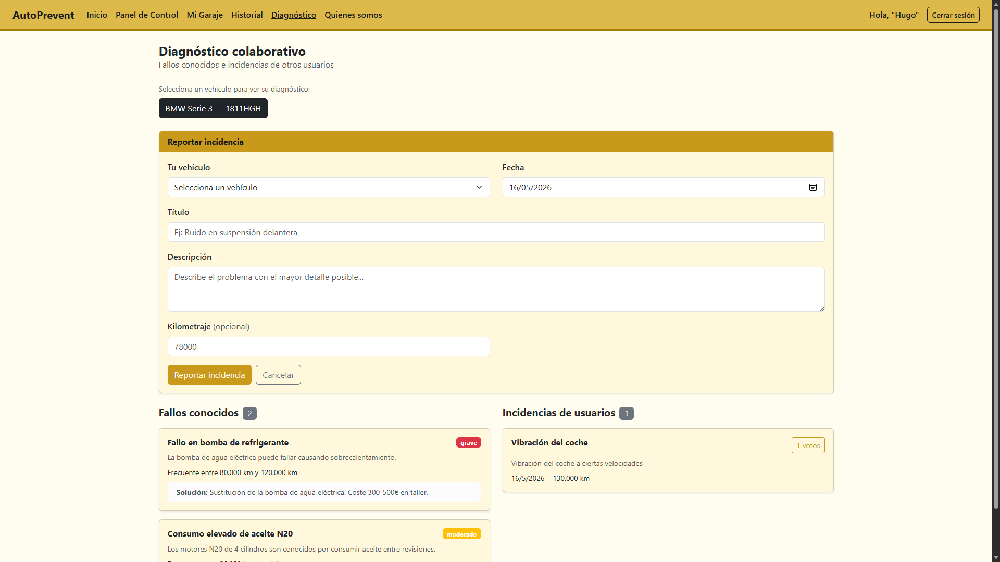 AutoPrevent Inicio Panel de Control Mi Garaje Historial Diagnóstico Quienes somos Hola, "Hugo" Cerrar sesión
Diagnóstico colaborativo
Fallos conocidos e incidencias de otros usuarios
Selecciona un vehículo para ver su diagnóstico:
BMW Serie 3 — 1811HGH
Reportar incidencia
Tu vehículo
Selecciona un vehículo
Fecha
16/05/2026
Título
Ej: Ruido en suspensión delantera
Descripción
Describe el problema con el mayor detalle posible...
Kilometraje (opcional)
78000
Reportar incidencia Cancelar
Fallos conocidos 2
Fallo en bomba de refrigerante grave
La bomba de agua eléctrica puede fallar causando sobrecalentamiento.
Frecuente entre 80.000 km y 120.000 km
Solución: Sustitución de la bomba de agua eléctrica. Coste 300-500€ en taller.
Consumo elevado de aceite N20 moderado
Los motores N20 de 4 cilindros son conocidos por consumir aceite entre revisiones.
Incidencias de usuarios 1
Vibración del coche 1 votos
Vibración del coche a ciertas velocidades
16/5/2026 130.000 km